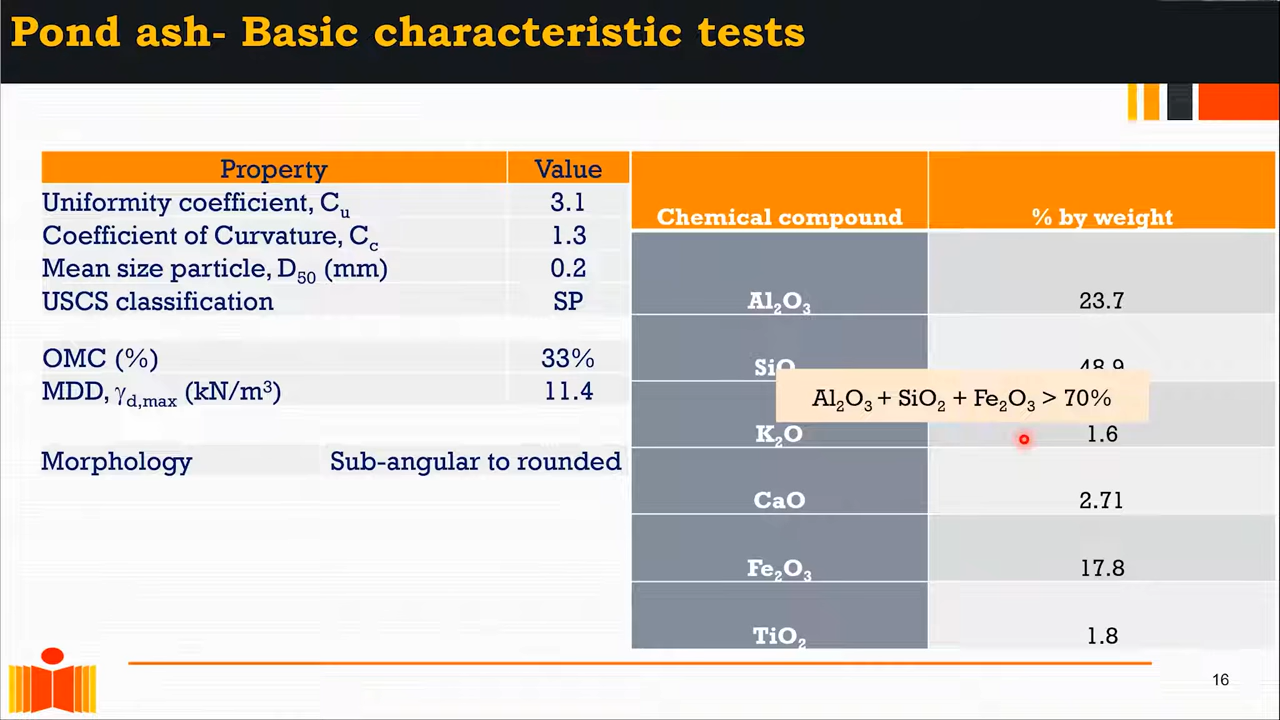 Pond ash- Basic characteristic tests
Property Value
Uniformity coefficient, Cu 3.1
Coefficient of Curvature, Cc 1.3
Mean size particle, D50 (mm) 0.2
USCS classification SP
OMC (%) 33%
MDD, γd,max (kN/m³) 11.4
Morphology Sub-angular to rounded
Chemical compound % by weight
Al₂O₃ 23.7
SiO 48.9
Al₂O₃ + SiO₂ + Fe₂O₃ > 70%
K₂O 1.6
CaO 2.71
Fe₂O₃ 17.8
TiO₂ 1.8
16